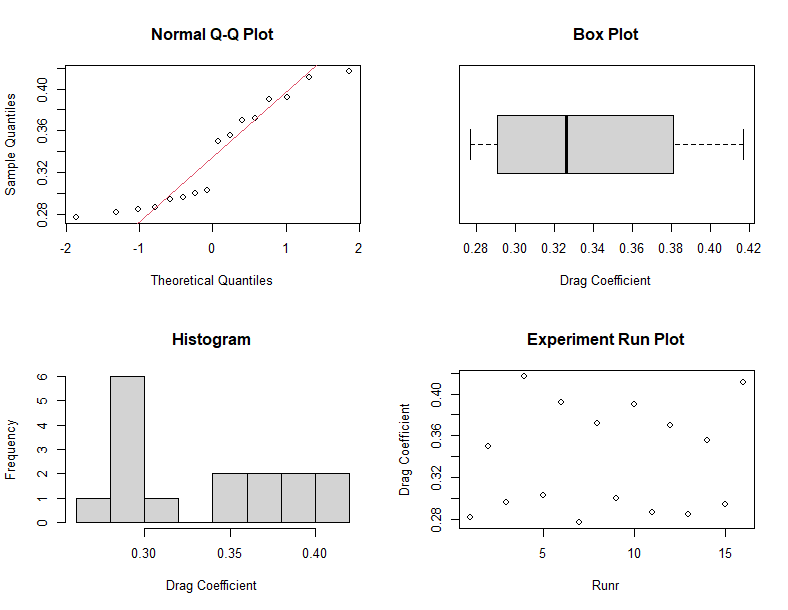 Normal Q-Q Plot
Sample Quantiles
0.28 0.32 0.36 0.40
-2 -1 0 1 2
Theoretical Quantiles
Box Plot
0.28 0.30 0.32 0.34 0.36 0.38 0.40 0.42
Drag Coefficient
Histogram
Frequency
0 1 2 3 4 5 6
0.30 0.35 0.40
Drag Coefficient
Experiment Run Plot
Drag Coefficient
0.28 0.32 0.36 0.40
5 10 15
Runr